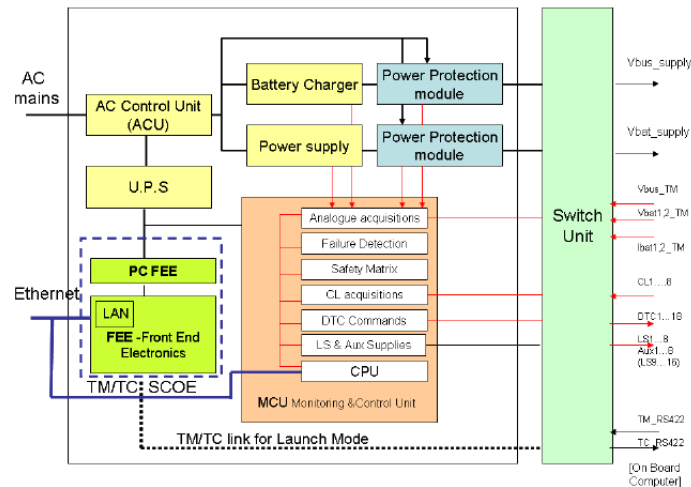 AC
mains
AC Control Unit
(ACU)
U.P.S
Battery Charger
Power Protection
module
Power supply
Power Protection
module
Analogue acquisitions
Failure Detection
Safety Matrix
CL acquisitions
DTC Commands
LS & Aux Supplies
CPU
MCU Monitoring &Control Unit
PC FEE
Ethernet
LAN
FEE -Front End
Electronics
TM/TC SCOE
TM/TC link for Launch Mode
Switch
Unit
Vbus_supply
Vbat_supply
Vbus_TM
Vbat1,2_TM
Ibat1,2_TM
CL1...8
DTC1...18
LS1...8
Aux1...8
(LS9...16)
TM_RS422
TC_RS422
[On Board
Computer]